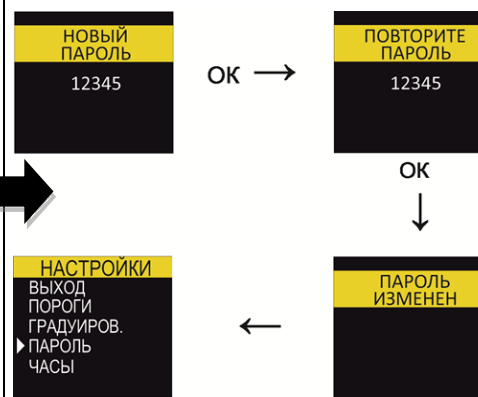 НОВЫЙ
ПАРОЛЬ
12345
ОК
ПОВТОРИТЕ
ПАРОЛЬ
12345
ОК
ПАРОЛЬ
ИЗМЕНЕН
НАСТРОЙКИ
ВЫХОД
ПОРОГИ
ГРАДУИРОВ.
ПАРОЛЬ
ЧАСЫ